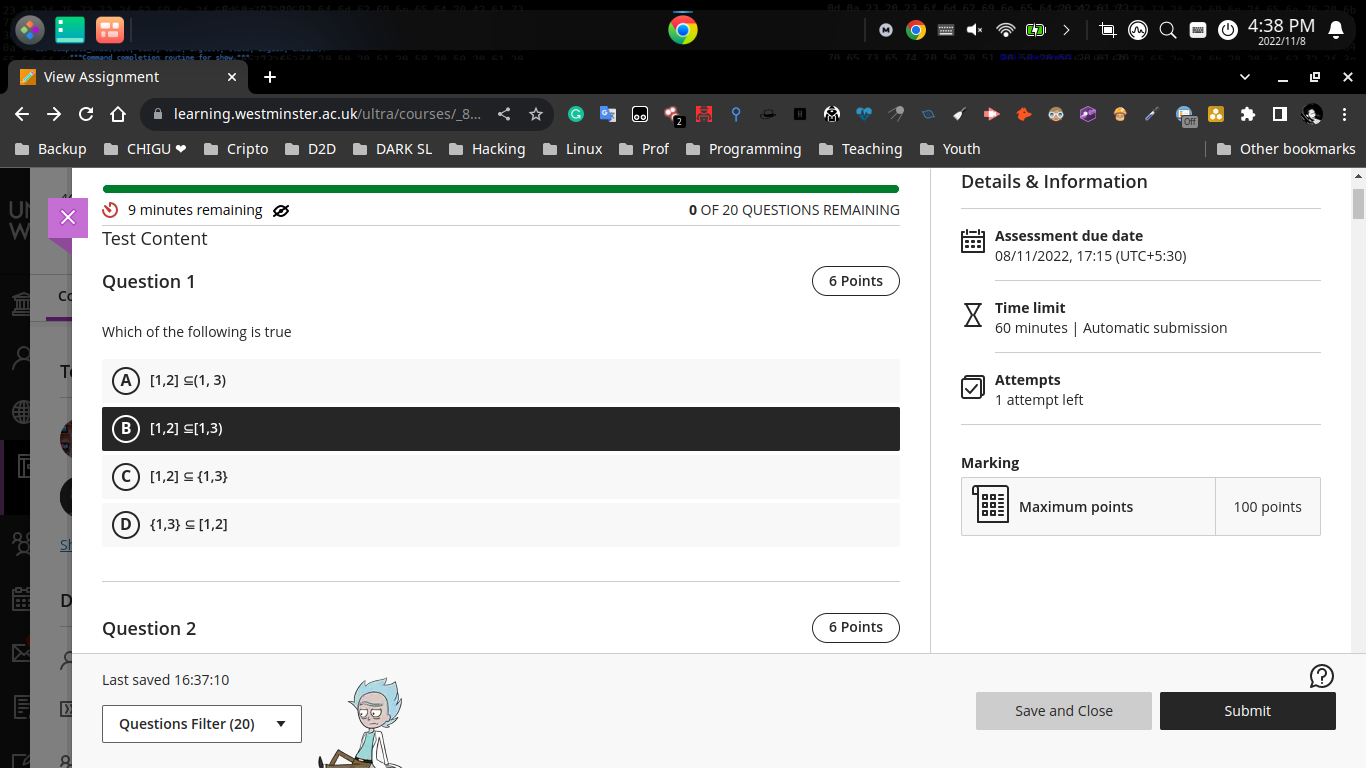 4:38 PM
2022/11/8
View Assignment
learning.westminster.ac.uk/ultra/courses/_8...
2
Off
Backup
CHIGU ❤
Cripto
D2D
DARK SL
Hacking
Linux
Prof
Programming
Teaching
Youth
Other bookmarks
9 minutes remaining
0 OF 20 QUESTIONS REMAINING
Test Content
Question 1
6 Points
Which of the following is true
A [1,2] ⊆(1, 3)
B [1,2] ⊆[1,3)
C [1,2] ⊆ {1,3}
D {1,3} ⊆ [1,2]
Question 2
6 Points
Last saved 16:37:10
Questions Filter (20)
Details & Information
Assessment due date
08/11/2022, 17:15 (UTC+5:30)
Time limit
60 minutes | Automatic submission
Attempts
1 attempt left
Marking
Maximum points
100 points
Save and Close
Submit